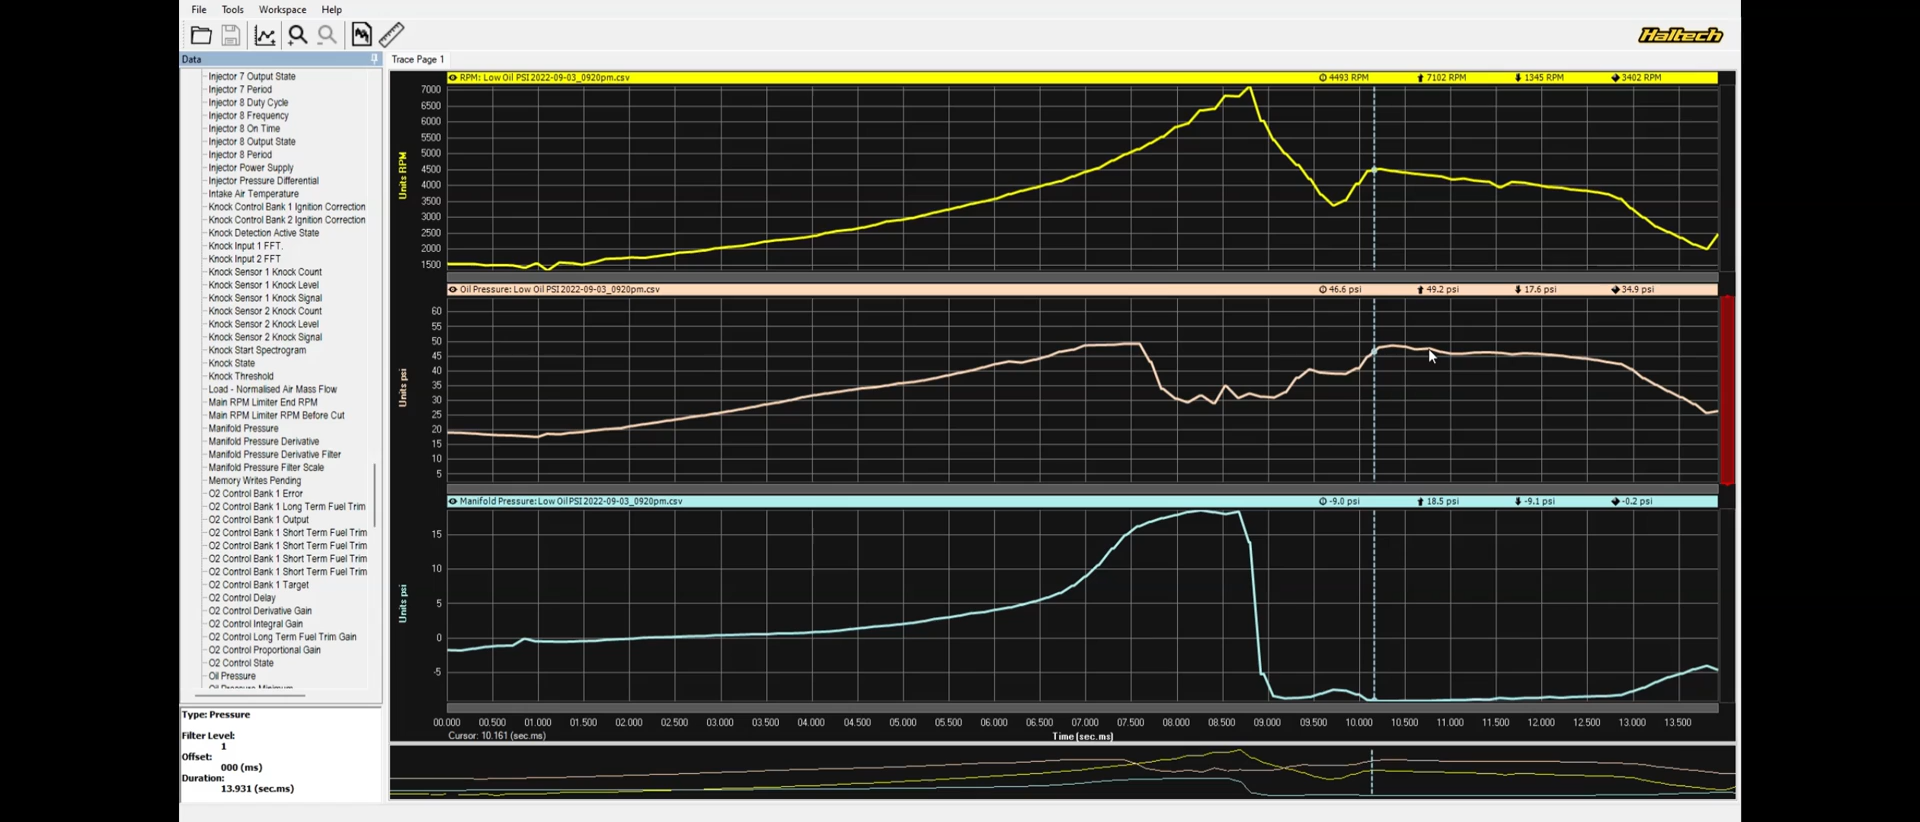 File Tools Workspace Help
Haltech
Data
Trace Page 1
Injector 7 Output State
Injector 7 Period
Injector 8 Duty Cycle
Injector 8 Frequency
Injector 8 On Time
Injector 8 Output State
Injector 8 Period
Injector Power Supply
Injector Pressure Differential
Intake Air Temperature
Knock Control Bank 1 Ignition Correction
Knock Control Bank 2 Ignition Correction
Knock Detection Active State
Knock Input 1 FFT.
Knock Input 2 FFT
Knock Sensor 1 Knock Count
Knock Sensor 1 Knock Level
Knock Sensor 1 Knock Signal
Knock Sensor 2 Knock Count
Knock Sensor 2 Knock Level
Knock Sensor 2 Knock Signal
Knock Start Spectrogram
Knock State
Knock Threshold
Load - Normalised Air Mass Flow
Main RPM Limiter End RPM
Main RPM Limiter RPM Before Cut
Manifold Pressure
Manifold Pressure Derivative
Manifold Pressure Derivative Filter
Manifold Pressure Filter Scale
Memory Writes Pending
O2 Control Bank 1 Error
O2 Control Bank 1 Long Term Fuel Trim
O2 Control Bank 1 Output
O2 Control Bank 1 Short Term Fuel Trim
O2 Control Bank 1 Short Term Fuel Trim
O2 Control Bank 1 Short Term Fuel Trim
O2 Control Bank 1 Short Term Fuel Trim
O2 Control Bank 1 Target
O2 Control Delay
O2 Control Derivative Gain
O2 Control Integral Gain
O2 Control Long Term Fuel Trim Gain
O2 Control Proportional Gain
O2 Control State
Oil Pressure
Oil Pressure Minimum
Type: Pressure
Filter Level:
1
Offset:
000 (ms)
Duration:
13.931 (sec.ms)
RPM: Low Oil PSI 2022-09-03_0920pm.csv 4493 RPM 7102 RPM 1345 RPM 3402 RPM
Units RPM
7000
6500
6000
5500
5000
4500
4000
3500
3000
2500
2000
1500
Oil Pressure: Low Oil PSI 2022-09-03_0920pm.csv 46.6 psi 49.2 psi 17.6 psi 34.9 psi
Units psi
60
55
50
45
40
35
30
25
20
15
10
5
Manifold Pressure: Low Oil PSI 2022-09-03_0920pm.csv -9.0 psi 18.5 psi -9.1 psi -0.2 psi
Units psi
15
10
5
0
-5
00.000 00.500 01.000 01.500 02.000 02.500 03.000 03.500 04.000 04.500 05.000 05.500 06.000 06.500 07.000 07.500 08.000 08.500 09.000 09.500 10.000 10.500 11.000 11.500 12.000 12.500 13.000 13.500
Cursor: 10.161 (sec.ms)
Time [sec.ms]